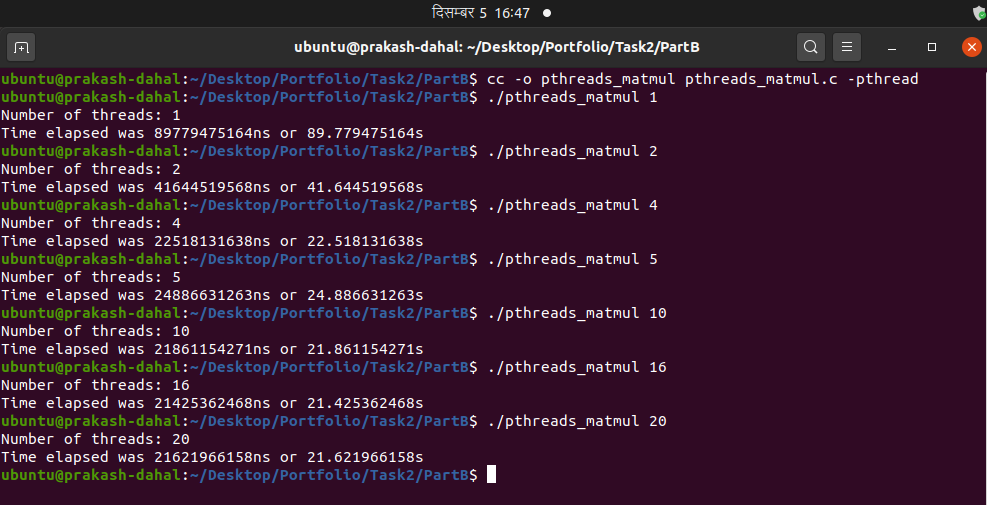 दिसम्बर 5 16:47
ubuntu@prakash-dahal: ~/Desktop/Portfolio/Task2/PartB
ubuntu@prakash-dahal:~/Desktop/Portfolio/Task2/PartB$ cc -o pthreads_matmul pthreads_matmul.c -pthread
ubuntu@prakash-dahal:~/Desktop/Portfolio/Task2/PartB$ ./pthreads_matmul 1
Number of threads: 1
Time elapsed was 89779475164ns or 89.779475164s
ubuntu@prakash-dahal:~/Desktop/Portfolio/Task2/PartB$ ./pthreads_matmul 2
Number of threads: 2
Time elapsed was 41644519568ns or 41.644519568s
ubuntu@prakash-dahal:~/Desktop/Portfolio/Task2/PartB$ ./pthreads_matmul 4
Number of threads: 4
Time elapsed was 22518131638ns or 22.518131638s
ubuntu@prakash-dahal:~/Desktop/Portfolio/Task2/PartB$ ./pthreads_matmul 5
Number of threads: 5
Time elapsed was 24886631263ns or 24.886631263s
ubuntu@prakash-dahal:~/Desktop/Portfolio/Task2/PartB$ ./pthreads_matmul 10
Number of threads: 10
Time elapsed was 21861154271ns or 21.861154271s
ubuntu@prakash-dahal:~/Desktop/Portfolio/Task2/PartB$ ./pthreads_matmul 16
Number of threads: 16
Time elapsed was 21425362468ns or 21.425362468s
ubuntu@prakash-dahal:~/Desktop/Portfolio/Task2/PartB$ ./pthreads_matmul 20
Number of threads: 20
Time elapsed was 21621966158ns or 21.621966158s
ubuntu@prakash-dahal:~/Desktop/Portfolio/Task2/PartB$